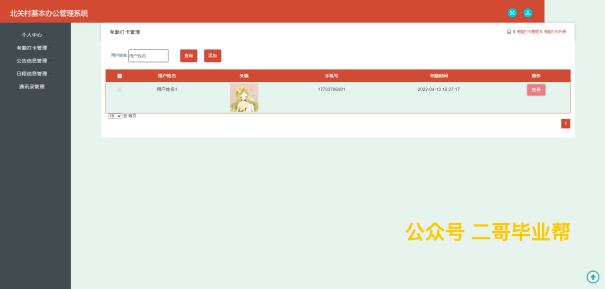 北关村基本办公管理系统
个人中心
考勤打卡管理
公告信息管理
日程信息管理
通讯录管理
考勤打卡管理
考勤打卡管理 考勤打卡列表
用户姓名 用户姓名 查询 添加
用户姓名 头像 手机号 考勤时间 操作
用户姓名1 17703786901 2022-04-13 16:27:17 查看
10 条 每页
1
公众号 二哥毕业帮